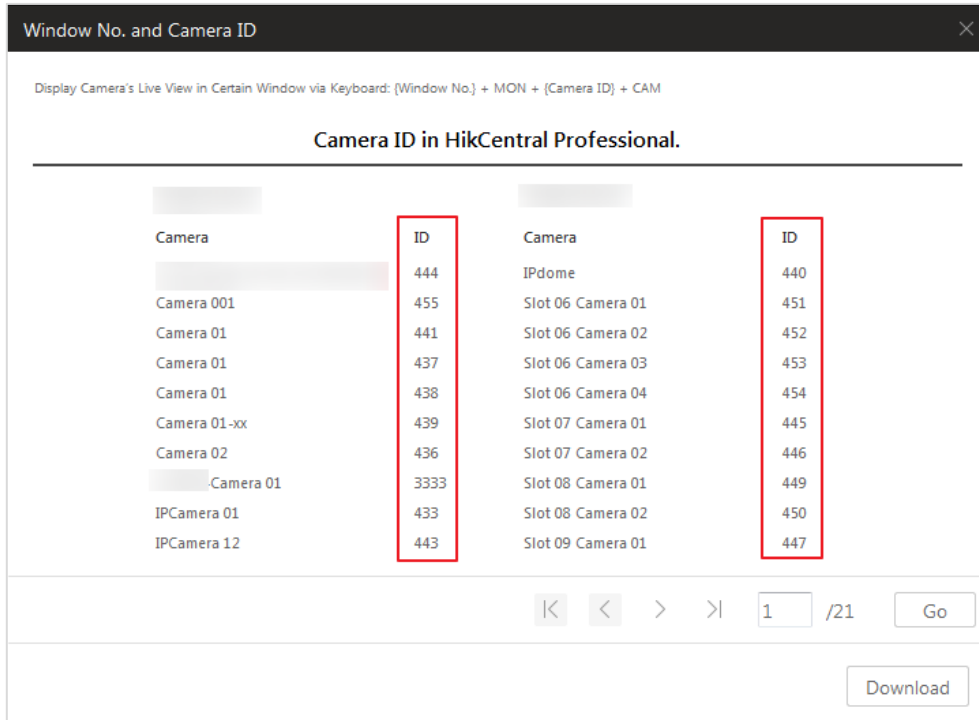 Window No. and Camera ID
Display Camera's Live View in Certain Window via Keyboard: {Window No.} + MON + {Camera ID} + CAM
Camera ID in HikCentral Professional.
Camera ID Camera ID
444 IPdome 440
Camera 001 455 Slot 06 Camera 01 451
Camera 01 441 Slot 06 Camera 02 452
Camera 01 437 Slot 06 Camera 03 453
Camera 01 438 Slot 06 Camera 04 454
Camera 01-xx 439 Slot 07 Camera 01 445
Camera 02 436 Slot 07 Camera 02 446
-Camera 01 3333 Slot 08 Camera 01 449
IPCamera 01 433 Slot 08 Camera 02 450
IPCamera 12 443 Slot 09 Camera 01 447
1 /21 Go
Download